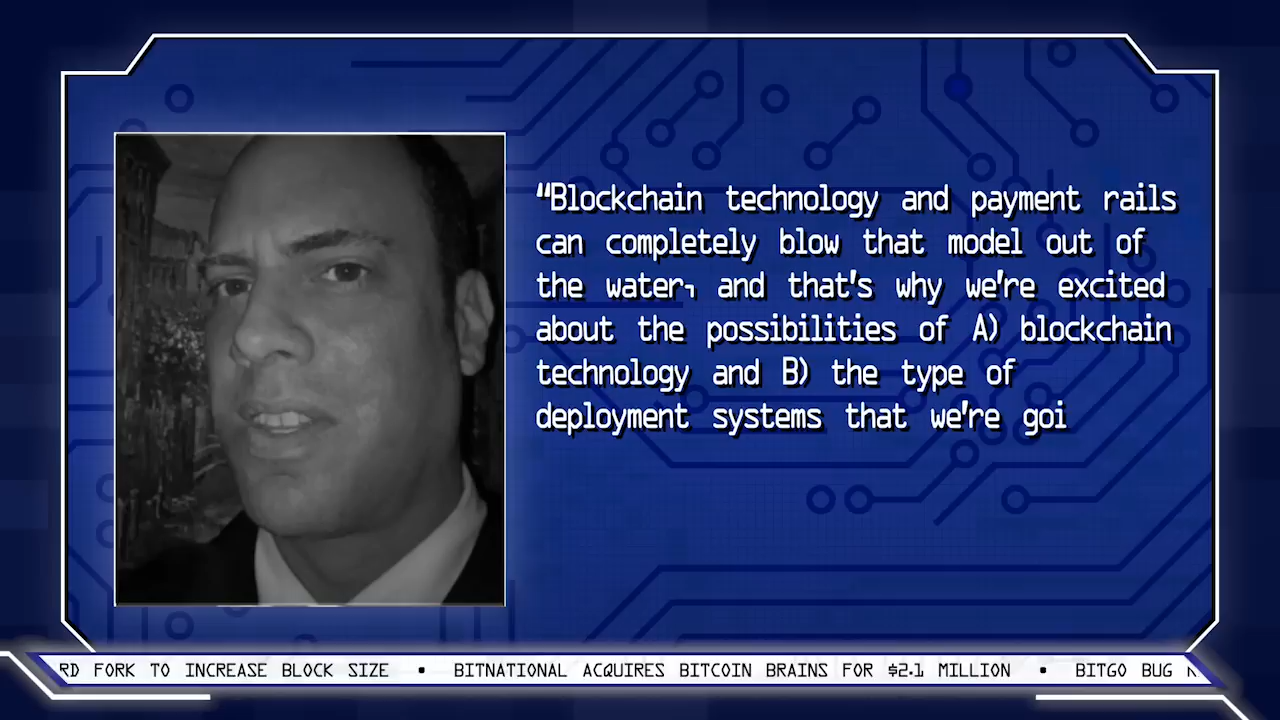 “Blockchain technology and payment rails
can completely blow that model out of
the water, and that's why we're excited
about the possibilities of A) blockchain
technology and B) the type of
deployment systems that we're goi
RD FORK TO INCREASE BLOCK SIZE • BITNATIONAL ACQUIRES BITCOIN BRAINS FOR $2.1 MILLION • BITGO BUG